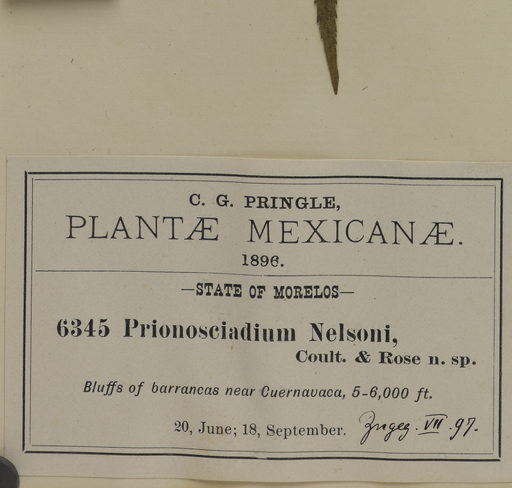 C. G. PRINGLE,
PLANTÆ MEXICANÆ.
1896.
—STATE OF MORELOS—
6345 Prionosciadium Nelsoni,
Coult. & Rose n. sp.
Bluffs of barrancas near Cuernavaca, 5-6,000 ft.
20, June; 18, September. Zugeg. VII. 97.